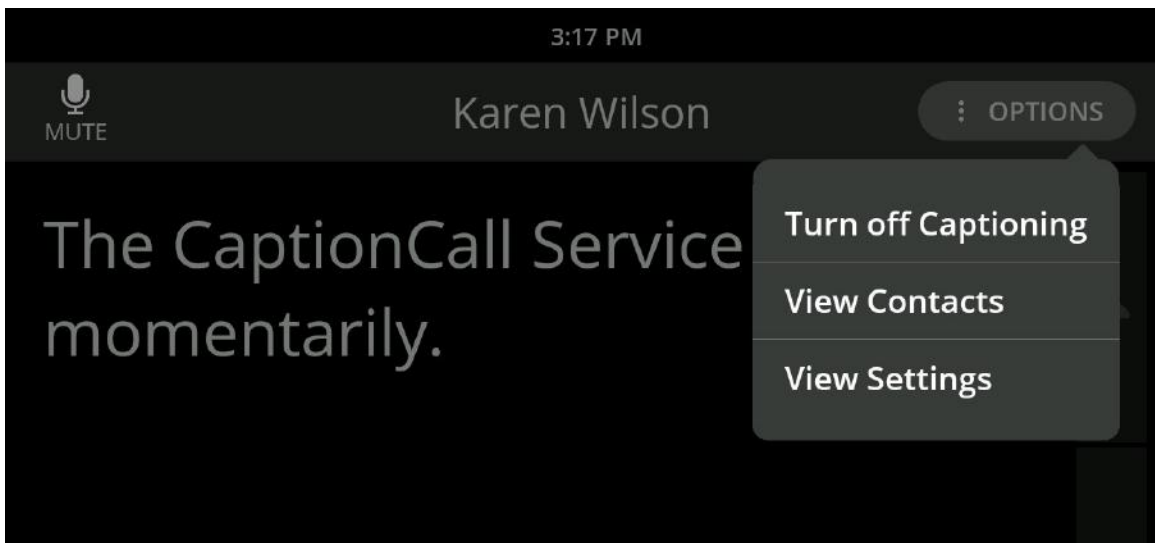 3:17 PM
MUTE
Karen Wilson
OPTIONS
The CaptionCall Service
momentarily.
Turn off Captioning
View Contacts
View Settings